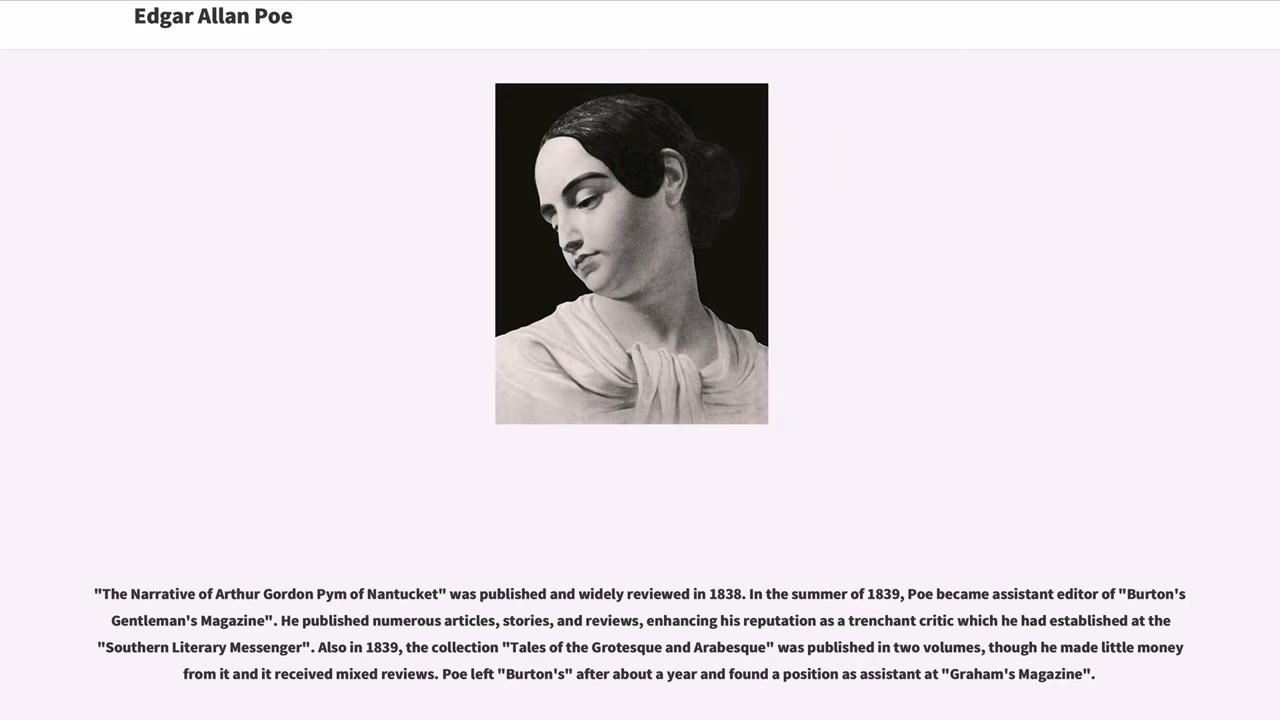 Edgar Allan Poe
"The Narrative of Arthur Gordon Pym of Nantucket" was published and widely reviewed in 1838. In the summer of 1839, Poe became assistant editor of "Burton's
Gentleman's Magazine". He published numerous articles, stories, and reviews, enhancing his reputation as a trenchant critic which he had established at the
"Southern Literary Messenger". Also in 1839, the collection "Tales of the Grotesque and Arabesque" was published in two volumes, though he made little money
from it and it received mixed reviews. Poe left "Burton's" after about a year and found a position as assistant at "Graham's Magazine".